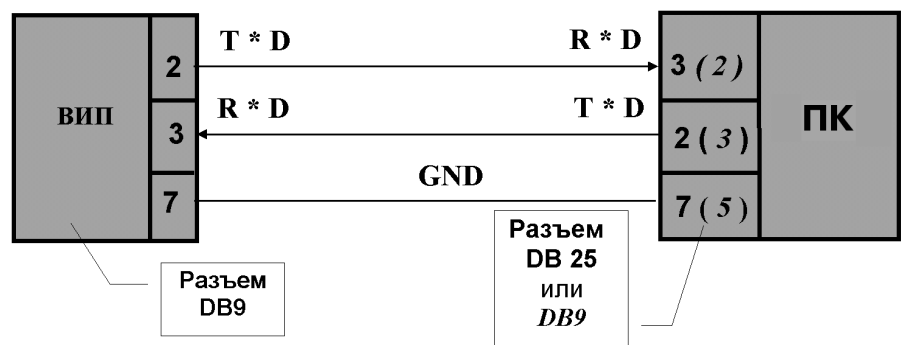 T * D
R * D
2
3 (2)
ВИП
R * D
T * D
ПК
3
2 (3)
GND
7
7 (5)
Разъем
DB9
Разъем
DB 25
или
DB9